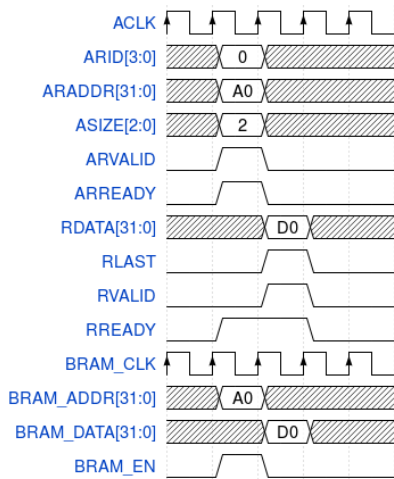 ACLK
ARID[3:0] 0
ARADDR[31:0] A0
ASIZE[2:0] 2
ARVALID
ARREADY
RDATA[31:0] D0
RLAST
RVALID
RREADY
BRAM_CLK
BRAM_ADDR[31:0] A0
BRAM_DATA[31:0] D0
BRAM_EN